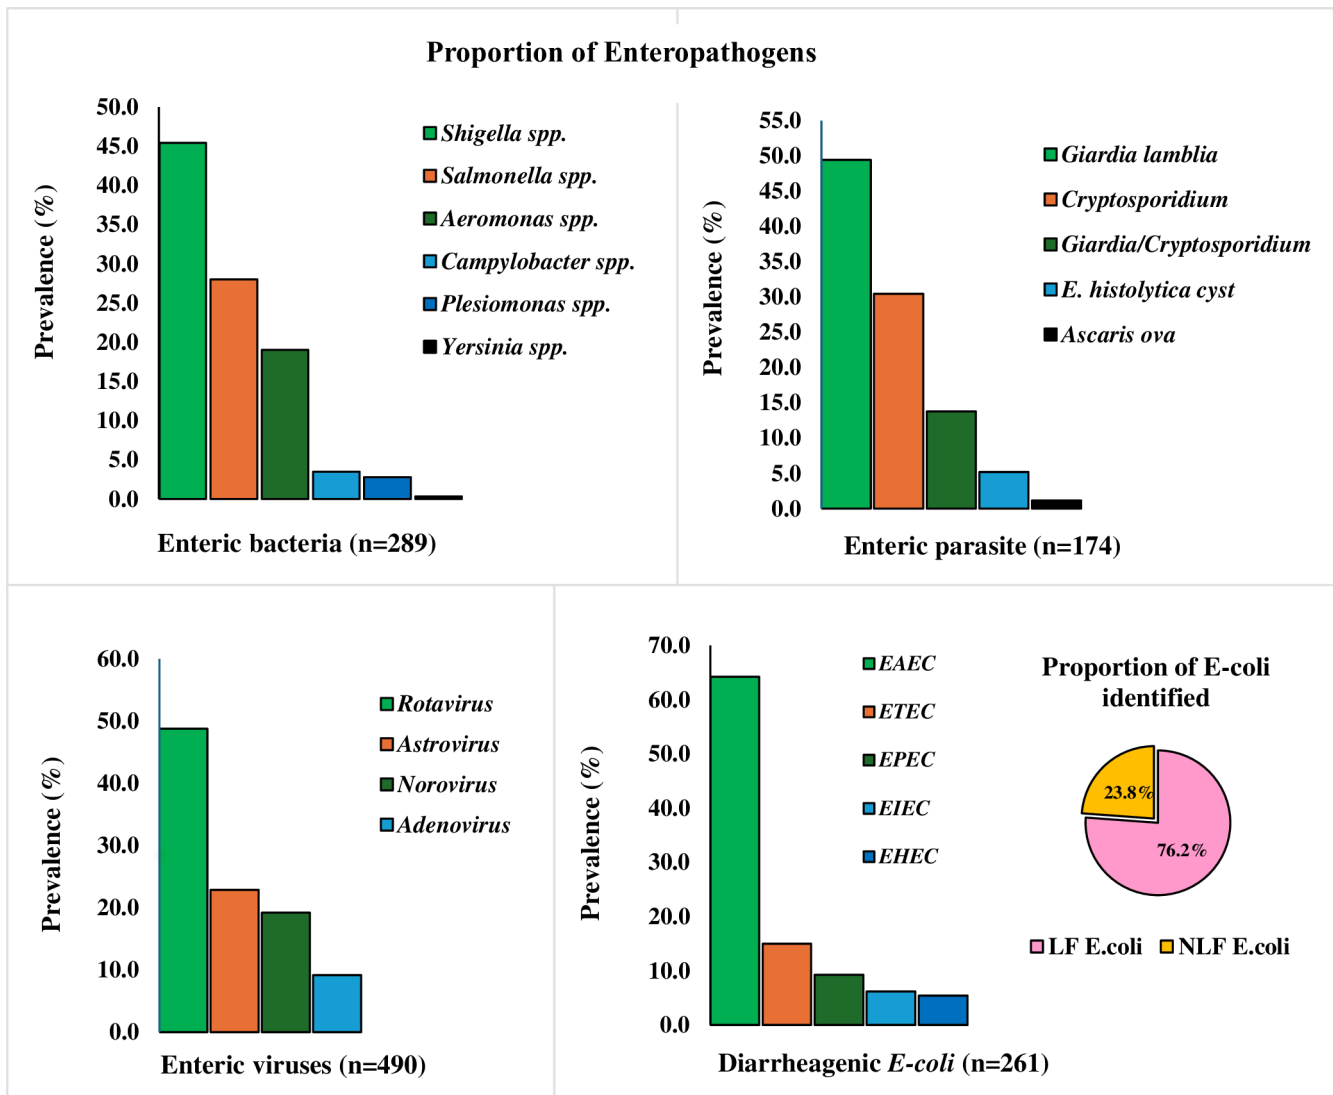 Proportion of Enteropathogens
50.0
45.0
40.0
35.0
30.0
25.0
20.0
15.0
10.0
5.0
0.0
Prevalence (%)
Shigella spp.
Salmonella spp.
Aeromonas spp.
Campylobacter spp.
Plesiomonas spp.
Yersinia spp.
Enteric bacteria (n=289)
55.0
50.0
45.0
40.0
35.0
30.0
25.0
20.0
15.0
10.0
5.0
0.0
Prevalence (%)
Giardia lamblia
Cryptosporidium
Giardia/Cryptosporidium
E. histolytica cyst
Ascaris ova
Enteric parasite (n=174)
60.0
50.0
40.0
30.0
20.0
10.0
0.0
Prevalence (%)
Rotavirus
Astrovirus
Norovirus
Adenovirus
Enteric viruses (n=490)
70.0
60.0
50.0
40.0
30.0
20.0
10.0
0.0
Prevalence (%)
EAEC
ETEC
EPEC
EIEC
EHEC
Diarrheagenic E-coli (n=261)
Proportion of E-coli
identified
23.8%
76.2%
LF E.coli NLF E.coli